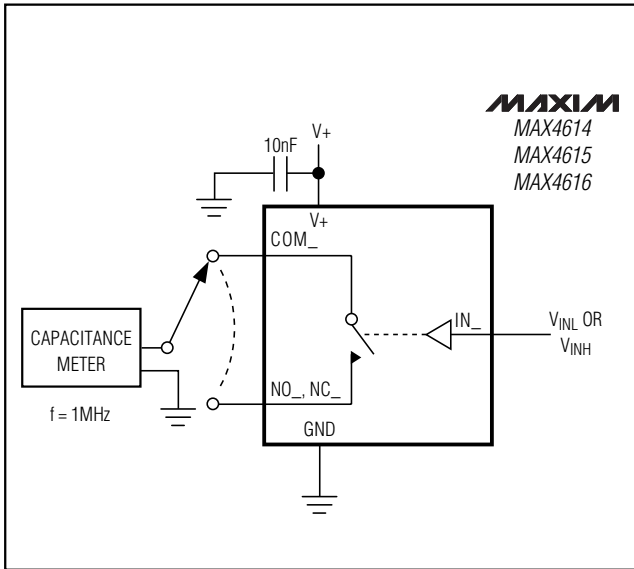 MAXIM
MAX4614
MAX4615
MAX4616
V+
10nF
V+
COM_
IN_
VINL OR
VINH
CAPACITANCE
METER
f = 1MHz
NO_, NC_
GND